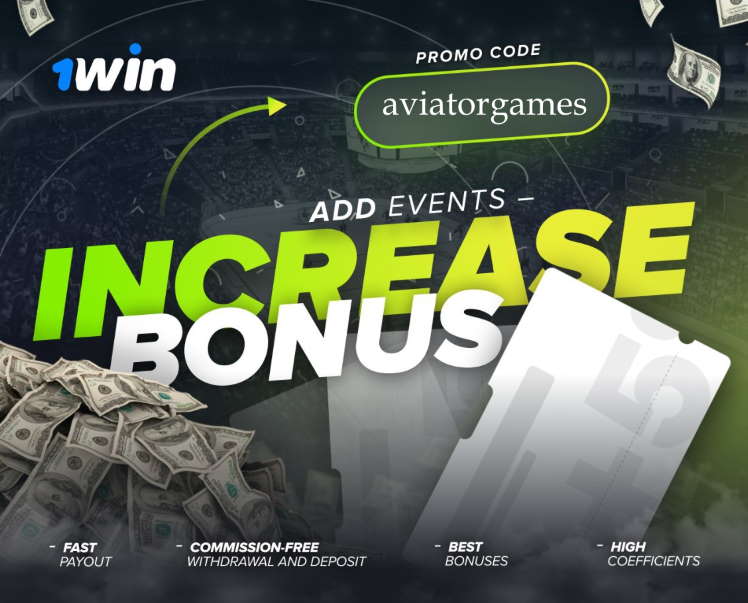 1win
PROMO CODE
aviatorgames
ADD EVENTS –
INCREASE
BONUS
– FAST
PAYOUT
– COMMISSION-FREE
WITHDRAWAL AND DEPOSIT
– BEST
BONUSES
– HIGH
COEFFICIENTS